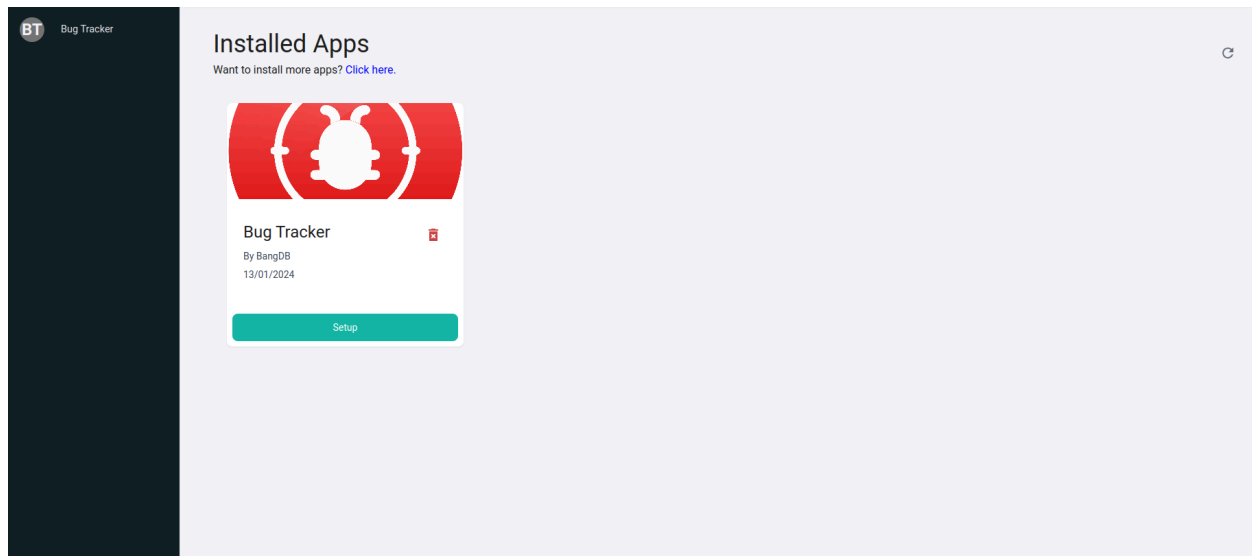 BT Bug Tracker
Installed Apps
Want to install more apps? Click here.
Bug Tracker
By BangDB
13/01/2024
Setup